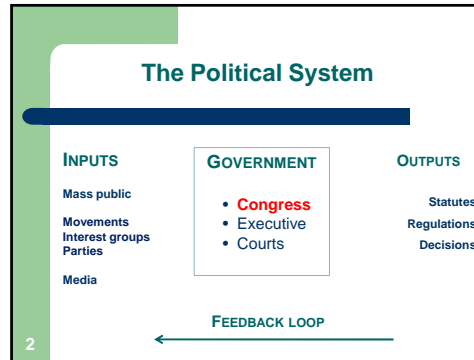 The Political System
INPUTS
Mass public
Movements
Interest groups
Parties
Media
GOVERNMENT
• Congress
• Executive
• Courts
OUTPUTS
Statutes
Regulations
Decisions
FEEDBACK LOOP
2